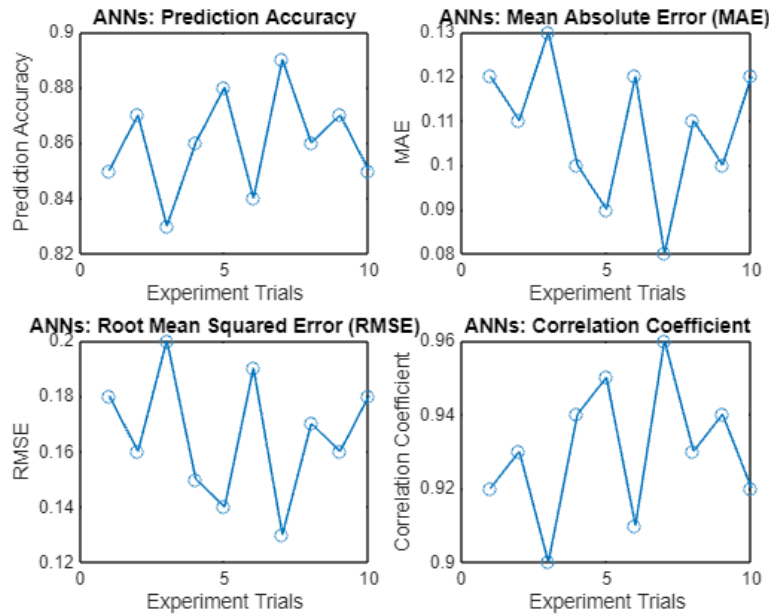 ANNs: Prediction Accuracy
0.9
0.88
0.86
0.84
0.82
Prediction Accuracy
0
5
10
Experiment Trials
ANNs: Mean Absolute Error (MAE)
0.13
0.12
0.11
0.1
0.09
0.08
MAE
0
5
10
Experiment Trials
ANNs: Root Mean Squared Error (RMSE)
0.2
0.18
0.16
0.14
0.12
RMSE
0
5
10
Experiment Trials
ANNs: Correlation Coefficient
0.96
0.94
0.92
0.9
Correlation Coefficient
0
5
10
Experiment Trials